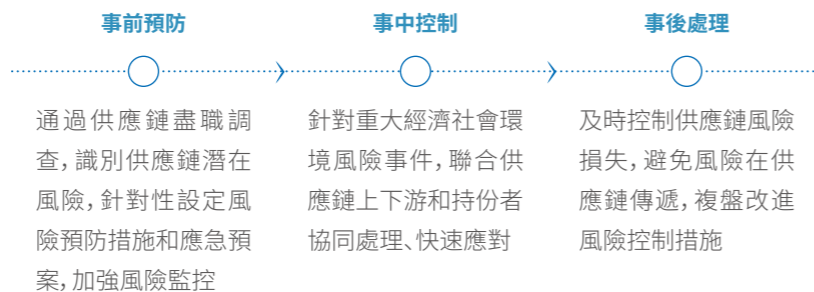 事前預防
通過供應鏈盡職調
查，識別供應鏈潛在
風險，針對性設定風
險預防措施和應急預
案，加強風險監控
事中控制
針對重大經濟社會環
境風險事件，聯合供
應鏈上下游和持份者
協同處理、快速應對
事後處理
及時控制供應鏈風險
損失，避免風險在供
應鏈傳遞，複盤改進
風險控制措施